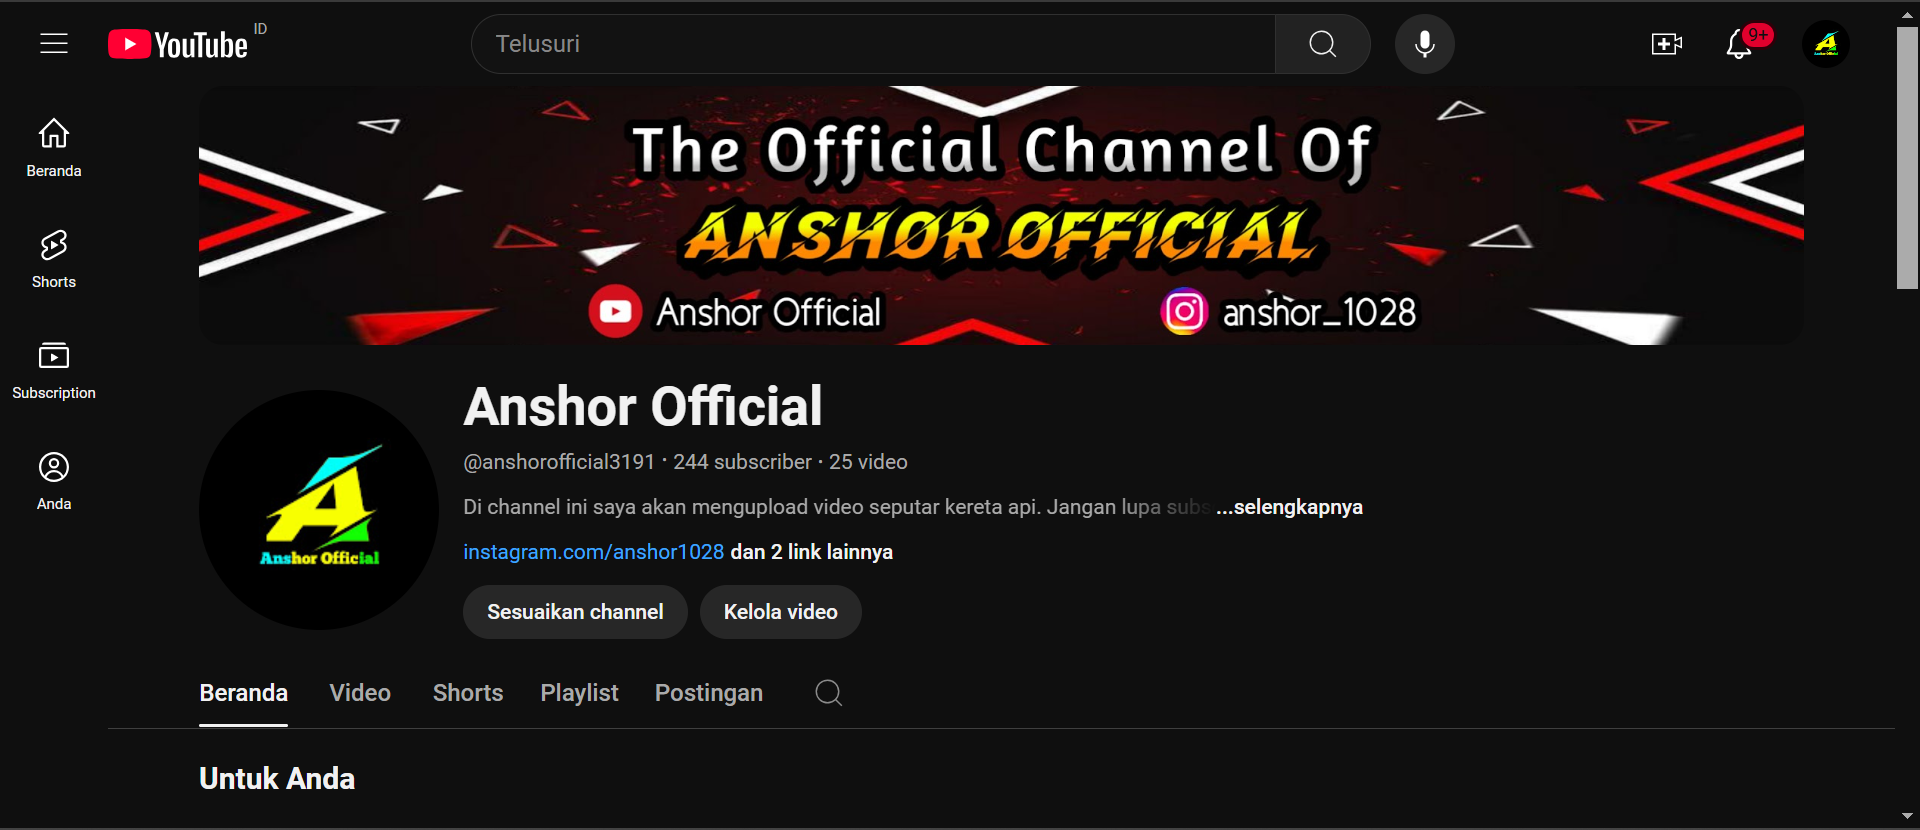 YouTube ID
Telusuri
9+
Anshor Official
Beranda
Shorts
Subscription
Anda
The Official Channel Of
ANSHOR OFFICIAL
Anshor Official
anshor_1028
A
Anshor Official
Anshor Official
@anshorofficial3191 · 244 subscriber · 25 video
Di channel ini saya akan mengupload video seputar kereta api. Jangan lupa subs ...selengkapnya
instagram.com/anshor1028 dan 2 link lainnya
Sesuaikan channel
Kelola video
Beranda
Video
Shorts
Playlist
Postingan
Untuk Anda